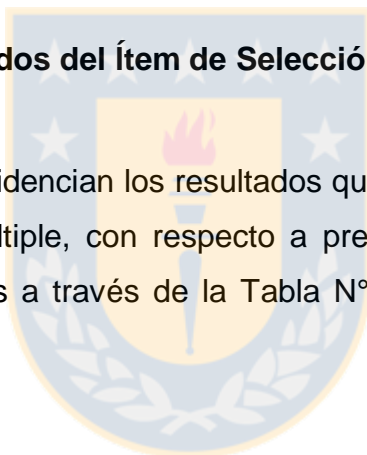 dos del Ítem de Selecció
idencian los resultados qu
ltiple, con respecto a pre
s a través de la Tabla N°